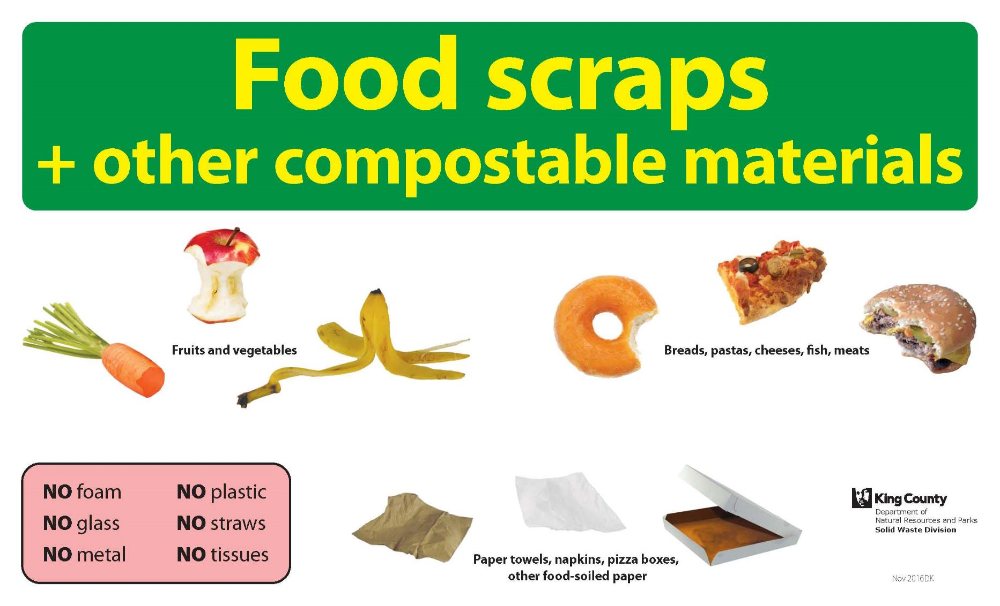 Food scraps
+ other compostable materials
Fruits and vegetables
Breads, pastas, cheeses, fish, meats
NO foam
NO plastic
NO glass
NO straws
NO metal
NO tissues
Paper towels, napkins, pizza boxes,
other food-soiled paper
King County
Department of
Natural Resources and Parks
Solid Waste Division
Nov 2016DK